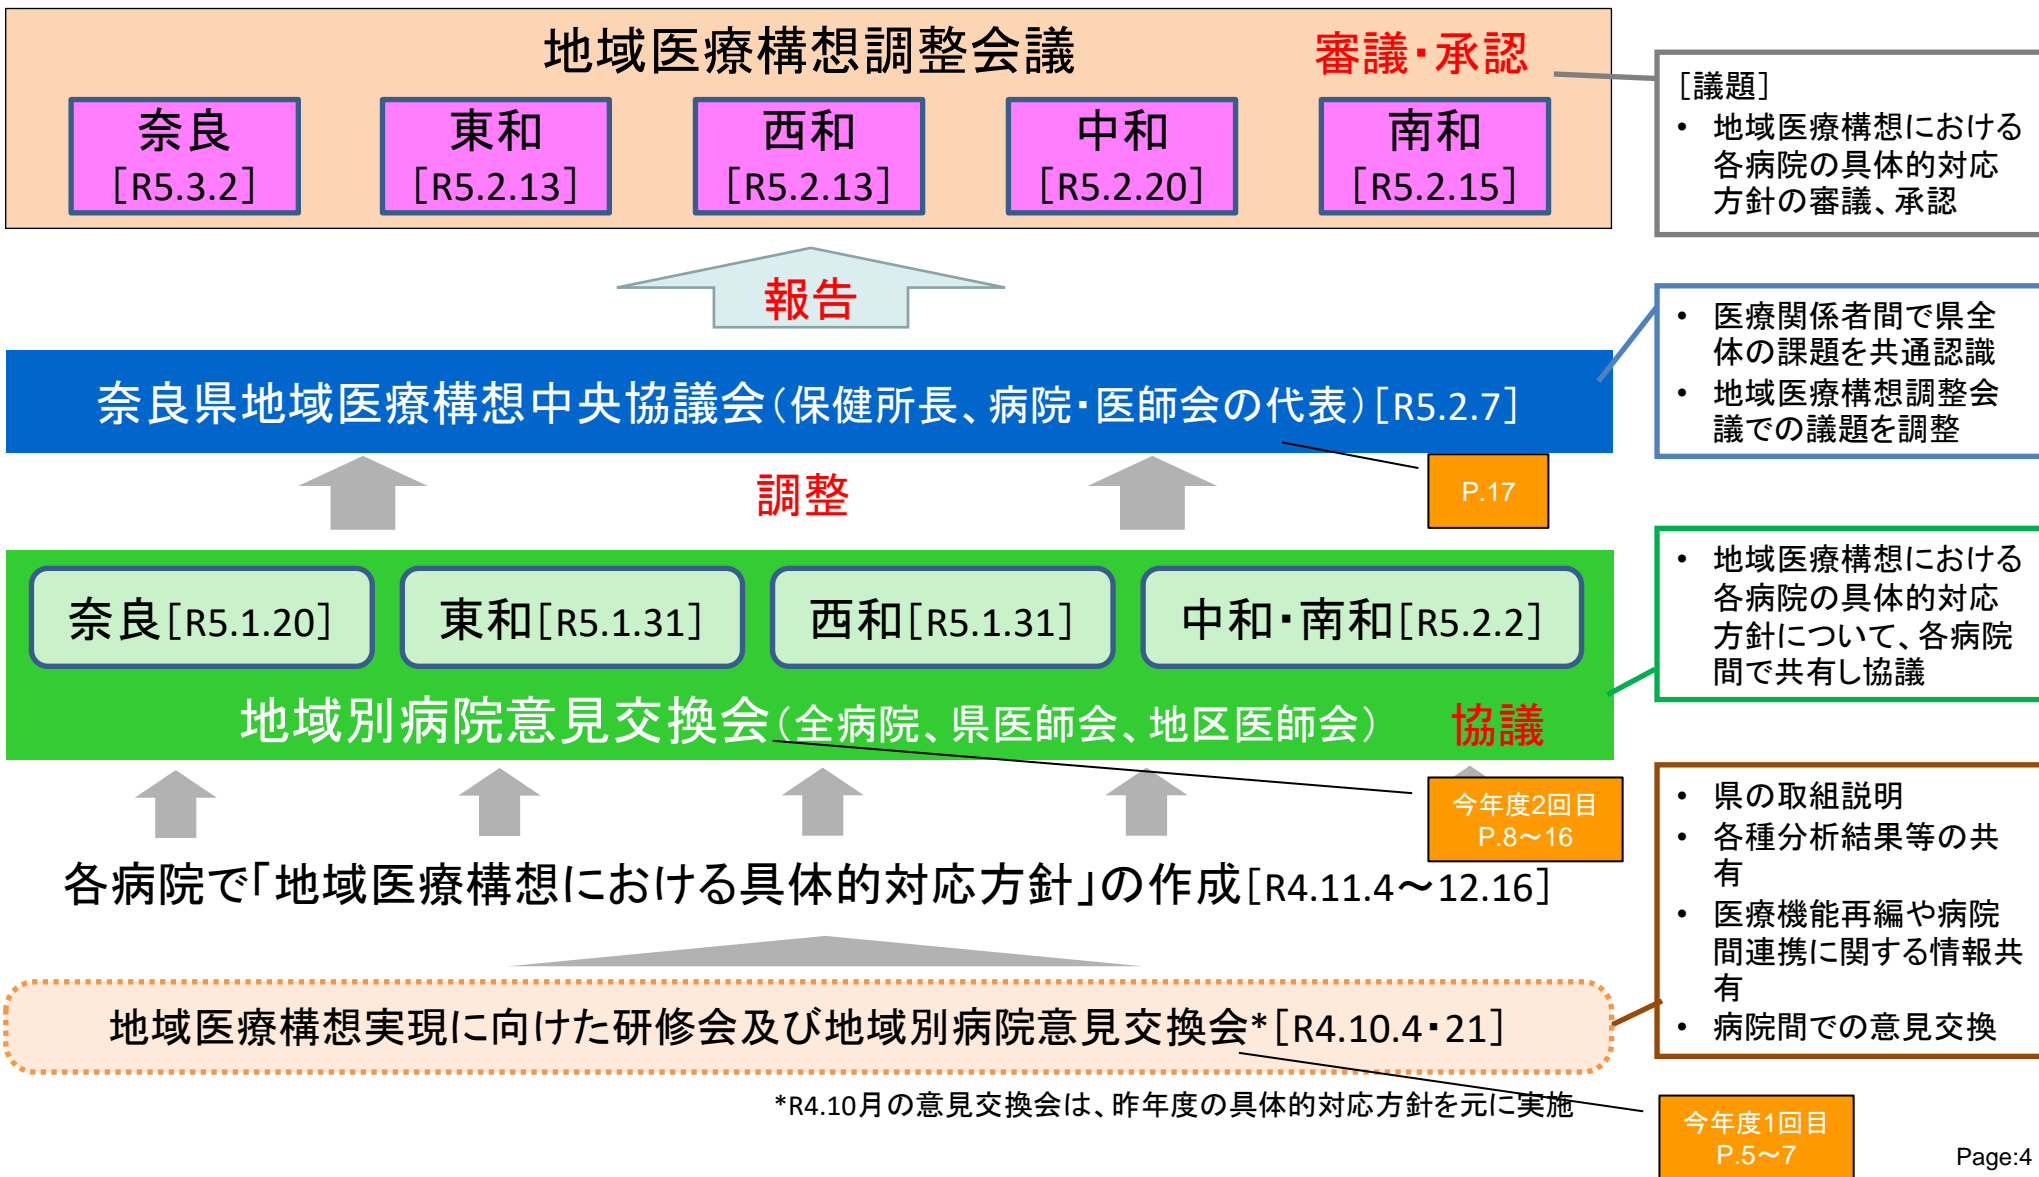 地域医療構想調整会議
審議・承認
奈良
[R5.3.2]
東和
[R5.2.13]
西和
[R5.2.13]
中和
[R5.2.20]
南和
[R5.2.15]
［議題］
• 地域医療構想における
各病院の具体的対応
方針の審議、承認
報告
• 医療関係者間で県全
体の課題を共通認識
• 地域医療構想調整会
議での議題を調整
奈良県地域医療構想中央協議会(保健所長、病院・医師会の代表)[R5.2.7]
調整
P.17
• 地域医療構想における
各病院の具体的対応
方針について、各病院
間で共有し協議
奈良[R5.1.20]
東和[R5.1.31]
西和[R5.1.31]
中和・南和[R5.2.2]
地域別病院意見交換会(全病院、県医師会、地区医師会)
協議
今年度2回目
P.8～16
• 県の取組説明
• 各種分析結果等の共
有
• 医療機能再編や病院
間連携に関する情報共
有
• 病院間での意見交換
各病院で「地域医療構想における具体的対応方針」の作成[R4.11.4～12.16]
地域医療構想実現に向けた研修会及び地域別病院意見交換会*[R4.10.4・21]
*R4.10月の意見交換会は、昨年度の具体的対応方針を元に実施
今年度1回目
P.5～7
Page:4